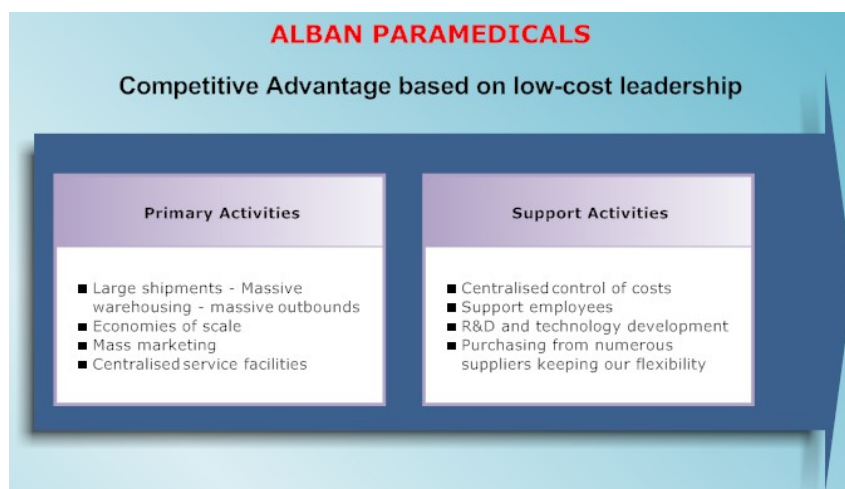 ALBAN PARAMEDICALS
Competitive Advantage based on low-cost leadership
Primary Activities
■ Large shipments - Massive
warehousing - massive outbounds
■ Economies of scale
■ Mass marketing
■ Centralised service facilities
Support Activities
■ Centralised control of costs
■ Support employees
■ R&D and technology development
■ Purchasing from numerous
suppliers keeping our flexibility